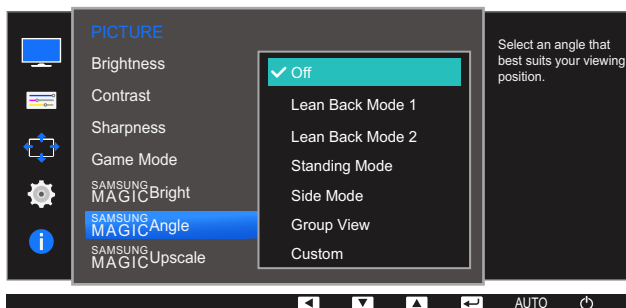 PICTURE
Brightness
Contrast
Sharpness
Game Mode
SAMSUNG
MAGICBright
SAMSUNG
MAGICAngle
SAMSUNG
MAGICUpscale
Off
Lean Back Mode 1
Lean Back Mode 2
Standing Mode
Side Mode
Group View
Custom
Select an angle that
best suits your viewing
position.
AUTO